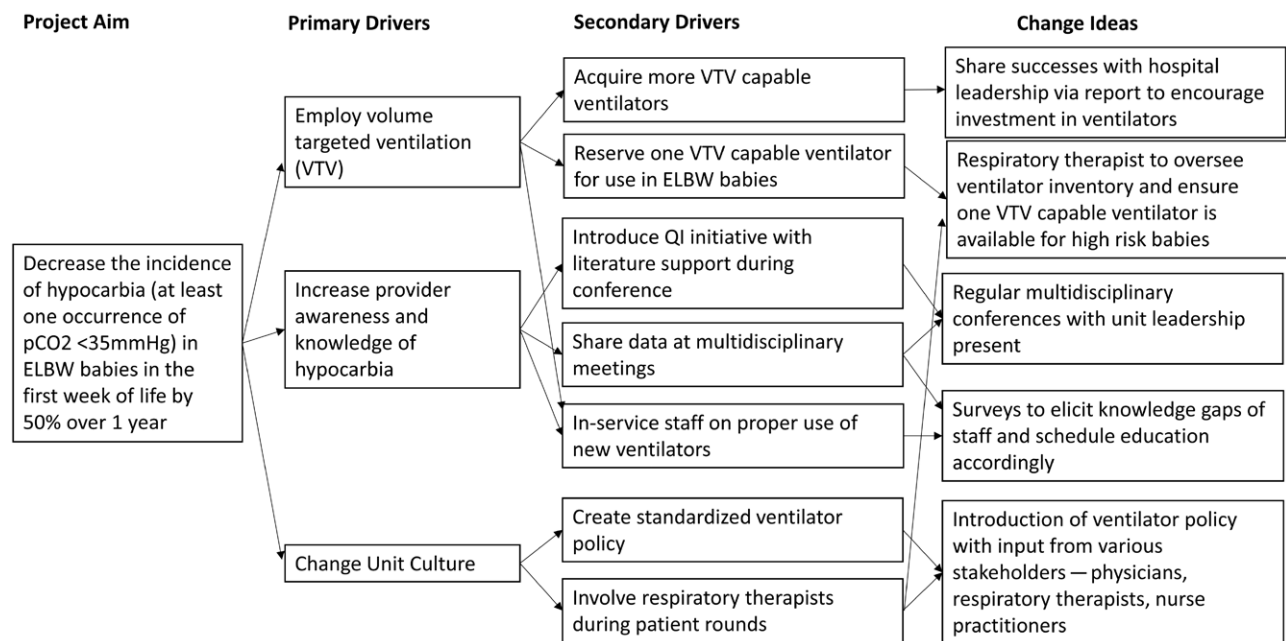 Project Aim
Primary Drivers
Secondary Drivers
Change Ideas
Decrease the incidence
of hypocarbia (at least
one occurrence of
pCO2 <35mmHg) in
ELBW babies in the
first week of life by
50% over 1 year
Employ volume
targeted ventilation
(VTV)
Increase provider
awareness and
knowledge of
hypocarbia
Change Unit Culture
Acquire more VTV capable
ventilators
Reserve one VTV capable ventilator
for use in ELBW babies
Introduce QI initiative with
literature support during
conference
Share data at multidisciplinary
meetings
In-service staff on proper use of
new ventilators
Create standardized ventilator
policy
Involve respiratory therapists
during patient rounds
Share successes with hospital
leadership via report to encourage
investment in ventilators
Respiratory therapist to oversee
ventilator inventory and ensure
one VTV capable ventilator is
available for high risk babies
Regular multidisciplinary
conferences with unit leadership
present
Surveys to elicit knowledge gaps of
staff and schedule education
accordingly
Introduction of ventilator policy
with input from various
stakeholders — physicians,
respiratory therapists, nurse
practitioners